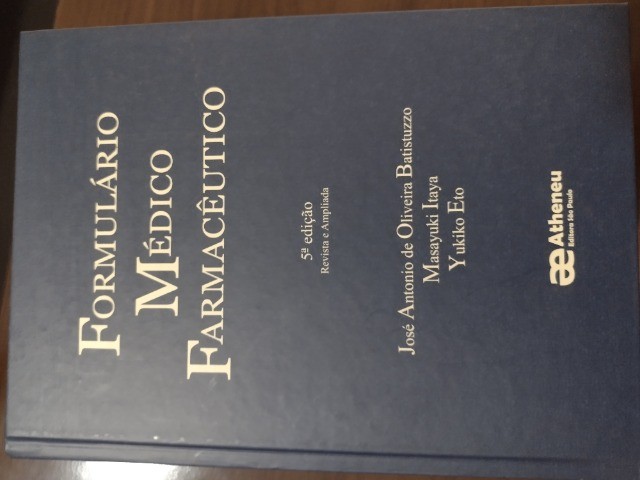 FORMULÁRIO
MÉDICO
FARMACÊUTICO
5ª edição
Revista e Ampliada
José Antonio de Oliveira Batistuzzo
Masayuki Itaya
Yukiko Eto
æ Atheneu
Editora São Paulo